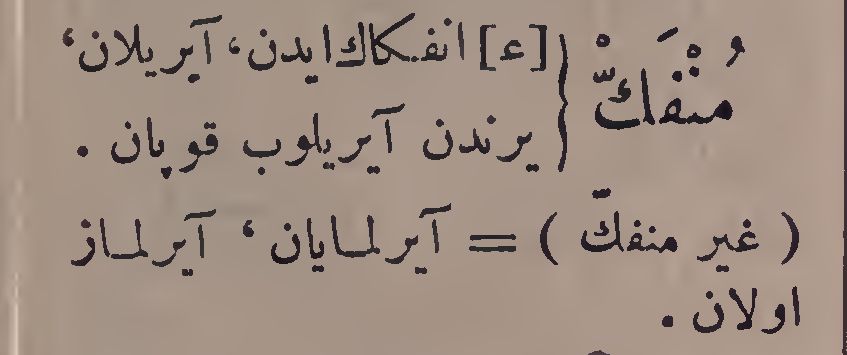 مُنْفَكْ { [ع] انفكاك ايدن، آيريلان،
يرندن آيريلوب قوپان .
( غير منفكّ ) = آيرلمايان ، آيرلماز
اولان .